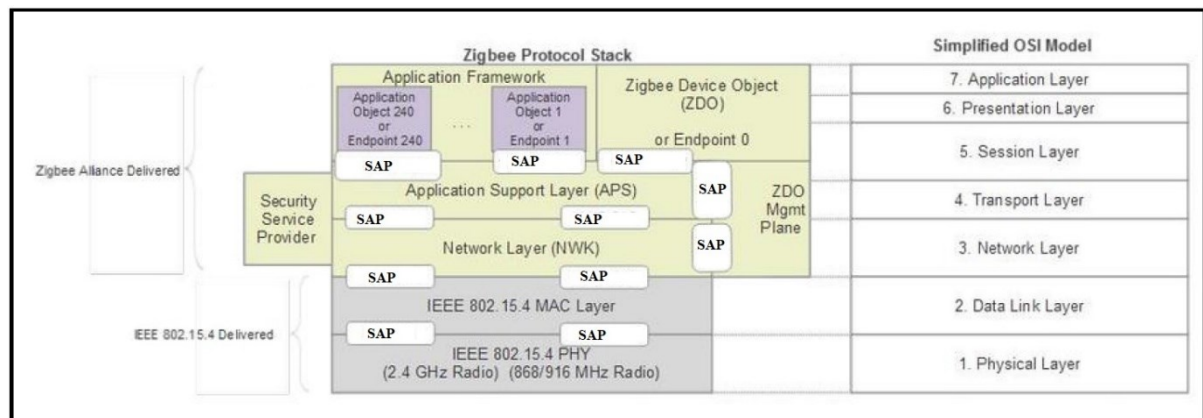 Zigbee Protocol Stack
Simplified OSI Model
Application Framework
Application
Object 240
or
Endpoint 240
...
Application
Object 1
or
Endpoint 1
Zigbee Device Object
(ZDO)
or Endpoint 0
7. Application Layer
6. Presentation Layer
5. Session Layer
4. Transport Layer
3. Network Layer
2. Data Link Layer
1. Physical Layer
Zigbee Alliance Delivered
SAP
SAP
SAP
Security
Service
Provider
Application Support Layer (APS)
SAP
ZDO
Mgmt
Plane
SAP
SAP
Network Layer (NWK)
SAP
SAP
SAP
IEEE 802.15.4 Delivered
IEEE 802.15.4 MAC Layer
SAP
SAP
IEEE 802.15.4 PHY
(2.4 GHz Radio) (868/916 MHz Radio)